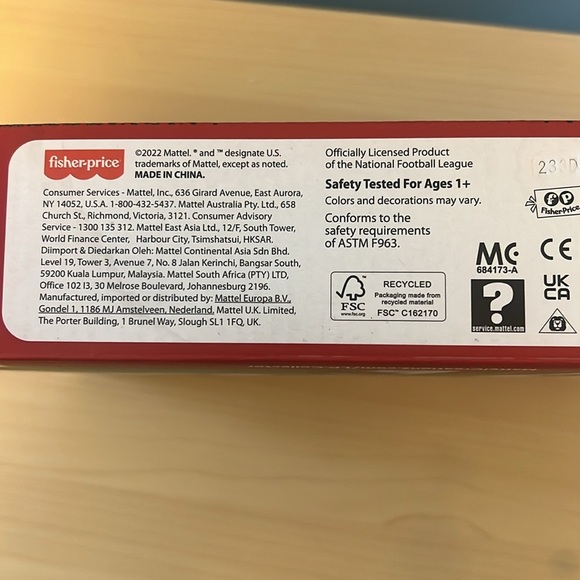 fisher-price
©2022 Mattel. ® and ™ designate U.S.
trademarks of Mattel, except as noted.
MADE IN CHINA.
Consumer Services - Mattel, Inc., 636 Girard Avenue, East Aurora,
NY 14052, U.S.A. 1-800-432-5437. Mattel Australia Pty. Ltd., 658
Church St., Richmond, Victoria, 3121. Consumer Advisory
Service - 1300 135 312. Mattel East Asia Ltd., 12/F, South Tower,
World Finance Center, Harbour City, Tsimshatsui, HKSAR.
Diimport & Diedarkan Oleh: Mattel Continental Asia Sdn Bhd.
Level 19, Tower 3, Avenue 7, No. 8 Jalan Kerinchi, Bangsar South,
59200 Kuala Lumpur, Malaysia. Mattel South Africa (PTY) LTD,
Office 102 I3, 30 Melrose Boulevard, Johannesburg 2196.
Manufactured, imported or distributed by: Mattel Europa B.V.,
Gondel 1, 1186 MJ Amstelveen, Nederland. Mattel U.K. Limited,
The Porter Building, 1 Brunel Way, Slough SL1 1FQ, UK.
Officially Licensed Product
of the National Football League
Safety Tested For Ages 1+
Colors and decorations may vary.
Conforms to the
safety requirements
of ASTM F963.
FSC
www.fsc.org
RECYCLED
Packaging made from
recycled material
FSC™ C162170
MC
684173-A
?
service.mattel.com
FP
Fisher-Price
CE
UK
CA